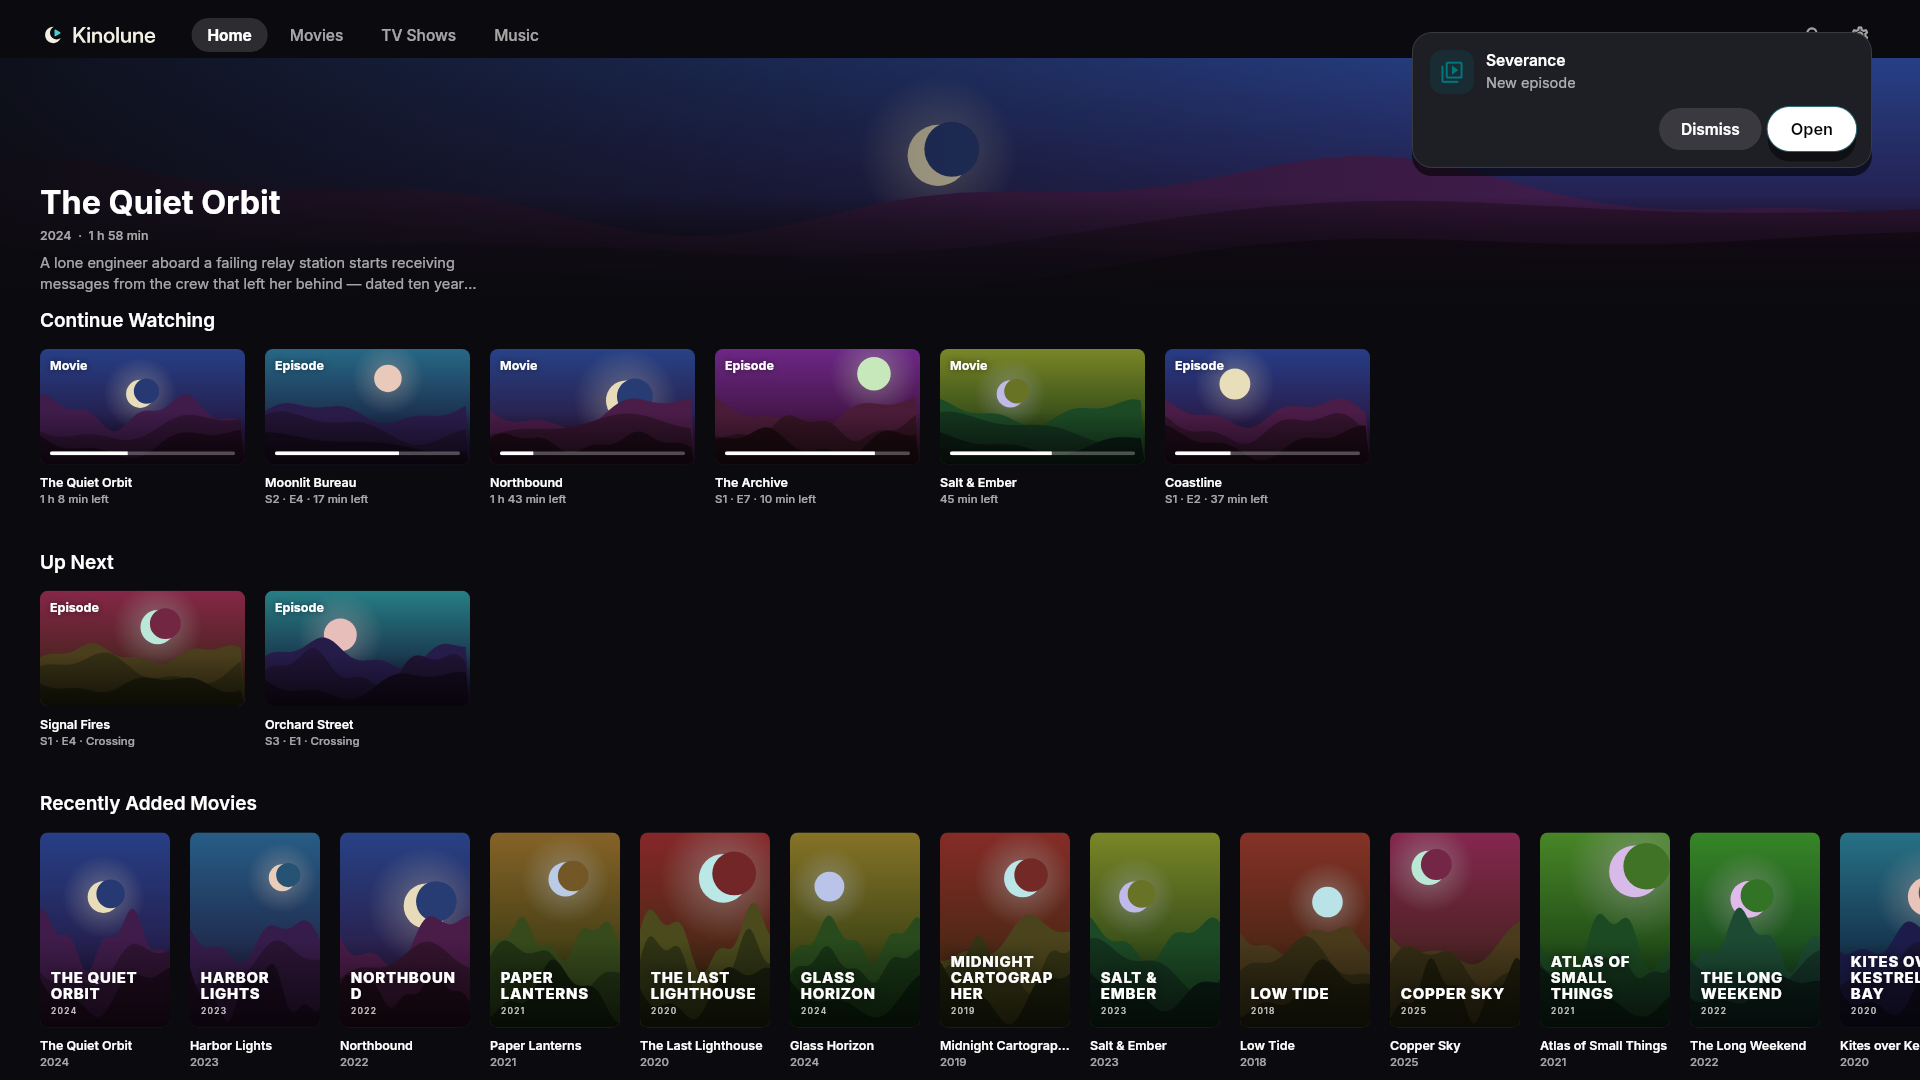 Kinolune
Home
Movies
TV Shows
Music
Severance
New episode
Dismiss
Open
The Quiet Orbit
2024 · 1 h 58 min
A lone engineer aboard a failing relay station starts receiving
messages from the crew that left her behind — dated ten year...
Continue Watching
Movie
Episode
Movie
Episode
Movie
Episode
The Quiet Orbit
1 h 8 min left
Moonlit Bureau
S2 · E4 · 17 min left
Northbound
1 h 43 min left
The Archive
S1 · E7 · 10 min left
Salt & Ember
45 min left
Coastline
S1 · E2 · 37 min left
Up Next
Episode
Episode
Signal Fires
S1 · E4 · Crossing
Orchard Street
S3 · E1 · Crossing
Recently Added Movies
THE QUIET
ORBIT
2024
HARBOR
LIGHTS
2023
NORTHBOUN
D
2022
PAPER
LANTERNS
2021
THE LAST
LIGHTHOUSE
2020
GLASS
HORIZON
2024
MIDNIGHT
CARTOGRAP
HER
2019
SALT &
EMBER
2023
LOW TIDE
2018
COPPER SKY
2025
ATLAS OF
SMALL
THINGS
2021
THE LONG
WEEKEND
2022
KITES OV
KESTREL
BAY
2020
The Quiet Orbit
2024
Harbor Lights
2023
Northbound
2022
Paper Lanterns
2021
The Last Lighthouse
2020
Glass Horizon
2024
Midnight Cartograp...
2019
Salt & Ember
2023
Low Tide
2018
Copper Sky
2025
Atlas of Small Things
2021
The Long Weekend
2022
Kites over Ke
2020